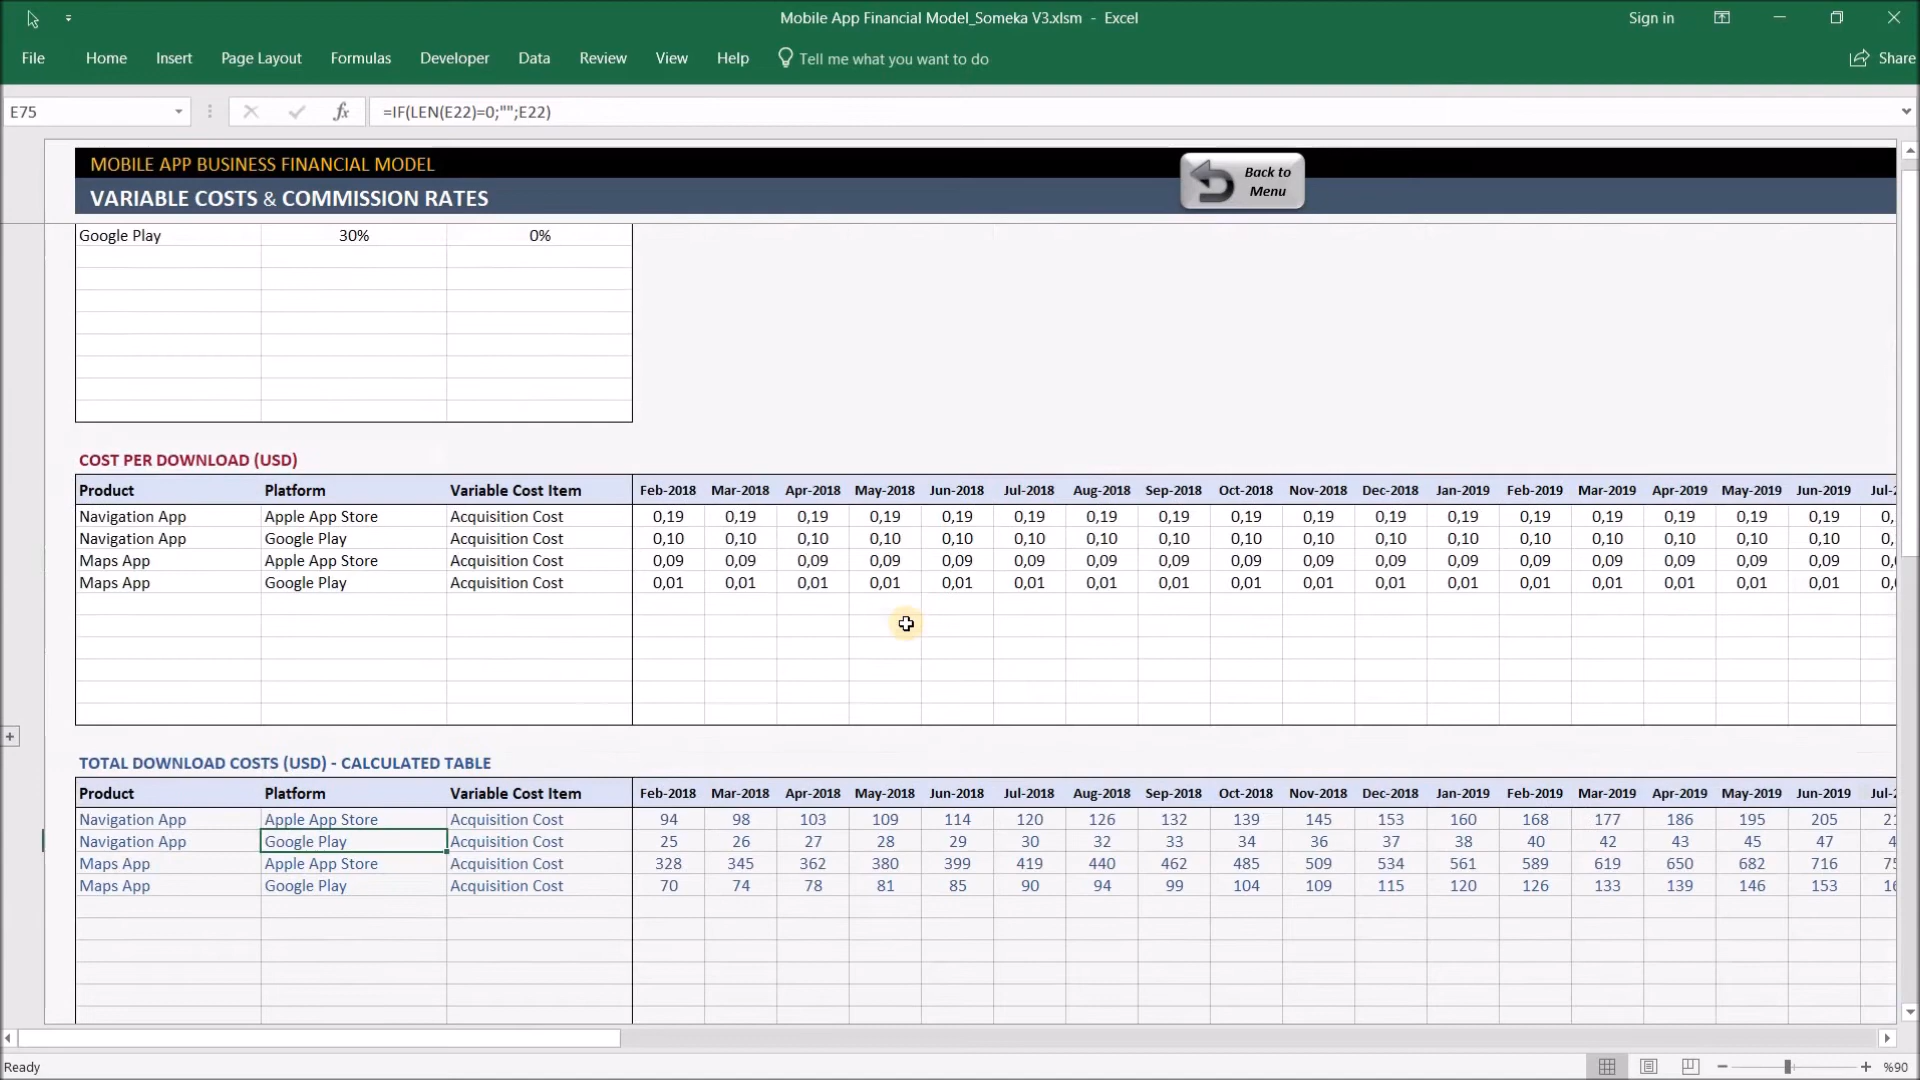 Mobile App Financial Model_Someka V3.xlsm - Excel
Sign in
File Home Insert Page Layout Formulas Developer Data Review View Help Tell me what you want to do Share
E75 fx =IF(LEN(E22)=0;"";E22)
MOBILE APP BUSINESS FINANCIAL MODEL
VARIABLE COSTS & COMMISSION RATES
Back to
Menu
Google Play 30% 0%
COST PER DOWNLOAD (USD)
Product Platform Variable Cost Item Feb-2018 Mar-2018 Apr-2018 May-2018 Jun-2018 Jul-2018 Aug-2018 Sep-2018 Oct-2018 Nov-2018 Dec-2018 Jan-2019 Feb-2019 Mar-2019 Apr-2019 May-2019 Jun-2019
Navigation App Apple App Store Acquisition Cost 0,19 0,19 0,19 0,19 0,19 0,19 0,19 0,19 0,19 0,19 0,19 0,19 0,19 0,19 0,19 0,19 0,19
Navigation App Google Play Acquisition Cost 0,10 0,10 0,10 0,10 0,10 0,10 0,10 0,10 0,10 0,10 0,10 0,10 0,10 0,10 0,10 0,10 0,10
Maps App Apple App Store Acquisition Cost 0,09 0,09 0,09 0,09 0,09 0,09 0,09 0,09 0,09 0,09 0,09 0,09 0,09 0,09 0,09 0,09 0,09
Maps App Google Play Acquisition Cost 0,01 0,01 0,01 0,01 0,01 0,01 0,01 0,01 0,01 0,01 0,01 0,01 0,01 0,01 0,01 0,01 0,01
TOTAL DOWNLOAD COSTS (USD) - CALCULATED TABLE
Product Platform Variable Cost Item Feb-2018 Mar-2018 Apr-2018 May-2018 Jun-2018 Jul-2018 Aug-2018 Sep-2018 Oct-2018 Nov-2018 Dec-2018 Jan-2019 Feb-2019 Mar-2019 Apr-2019 May-2019 Jun-2019
Navigation App Apple App Store Acquisition Cost 94 98 103 109 114 120 126 132 139 145 153 160 168 177 186 195 205
Navigation App Google Play Acquisition Cost 25 26 27 28 29 30 32 33 34 36 37 38 40 42 43 45 47
Maps App Apple App Store Acquisition Cost 328 345 362 380 399 419 440 462 485 509 534 561 589 619 650 682 716
Maps App Google Play Acquisition Cost 70 74 78 81 85 90 94 99 104 109 115 120 126 133 139 146 153
Ready %90